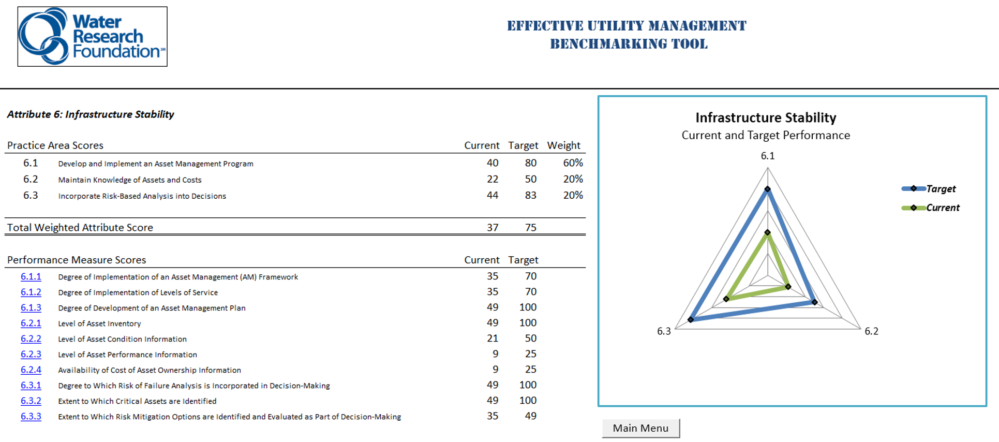 Water
Research
Foundation℠
EFFECTIVE UTILITY MANAGEMENT
BENCHMARKING TOOL
Attribute 6: Infrastructure Stability
Practice Area Scores Current Target Weight
6.1 Develop and Implement an Asset Management Program 40 80 60%
6.2 Maintain Knowledge of Assets and Costs 22 50 20%
6.3 Incorporate Risk-Based Analysis into Decisions 44 83 20%
Total Weighted Attribute Score 37 75
Performance Measure Scores Current Target
6.1.1 Degree of Implementation of an Asset Management (AM) Framework 35 70
6.1.2 Degree of Implementation of Levels of Service 35 70
6.1.3 Degree of Development of an Asset Management Plan 49 100
6.2.1 Level of Asset Inventory 49 100
6.2.2 Level of Asset Condition Information 21 50
6.2.3 Level of Asset Performance Information 9 25
6.2.4 Availability of Cost of Asset Ownership Information 9 25
6.3.1 Degree to Which Risk of Failure Analysis is Incorporated in Decision-Making 49 100
6.3.2 Extent to Which Critical Assets are Identified 49 100
6.3.3 Extent to Which Risk Mitigation Options are Identified and Evaluated as Part of Decision-Making 35 49
Infrastructure Stability
Current and Target Performance
6.1
Target
Current
6.3
6.2
Main Menu